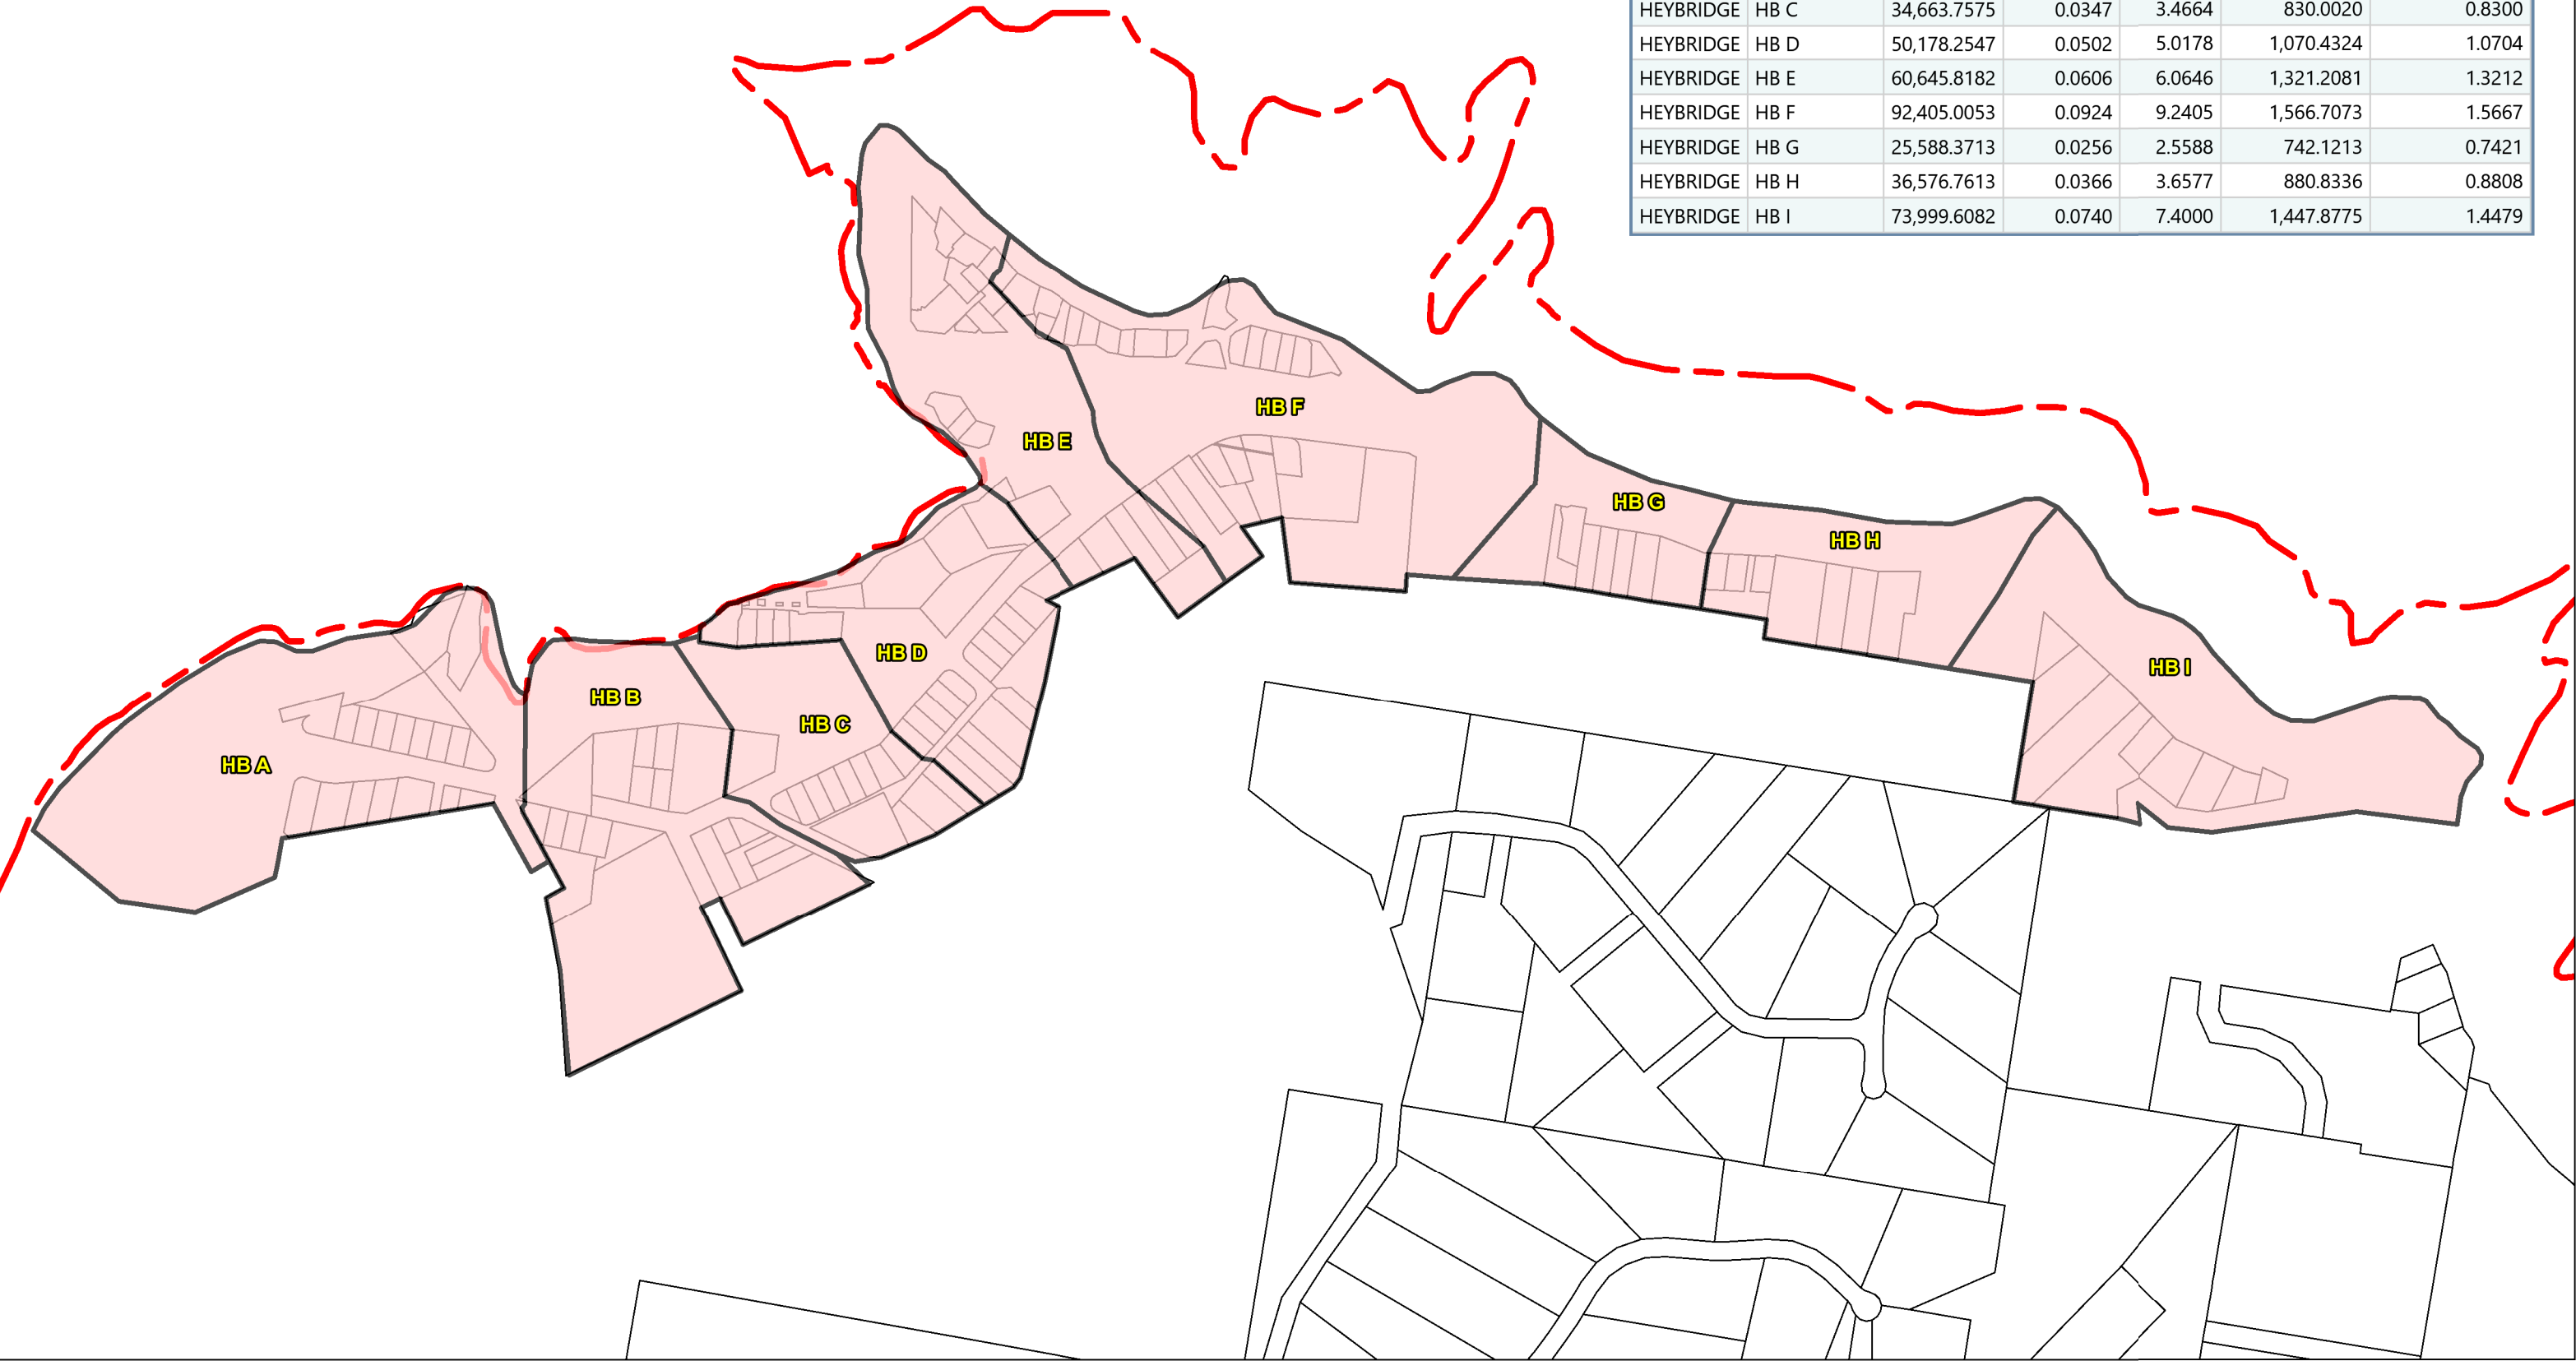 HEYBRIDGE HB C 34,663.7575 0.0347 3.4664 830.0020 0.8300
HEYBRIDGE HB D 50,178.2547 0.0502 5.0178 1,070.4324 1.0704
HEYBRIDGE HB E 60,645.8182 0.0606 6.0646 1,321.2081 1.3212
HEYBRIDGE HB F 92,405.0053 0.0924 9.2405 1,566.7073 1.5667
HEYBRIDGE HB G 25,588.3713 0.0256 2.5588 742.1213 0.7421
HEYBRIDGE HB H 36,576.7613 0.0366 3.6577 880.8336 0.8808
HEYBRIDGE HB I 73,999.6082 0.0740 7.4000 1,447.8775 1.4479
HB F
HB E
HB G
HB H
HB D
HB I
HB B
HB C
HB A